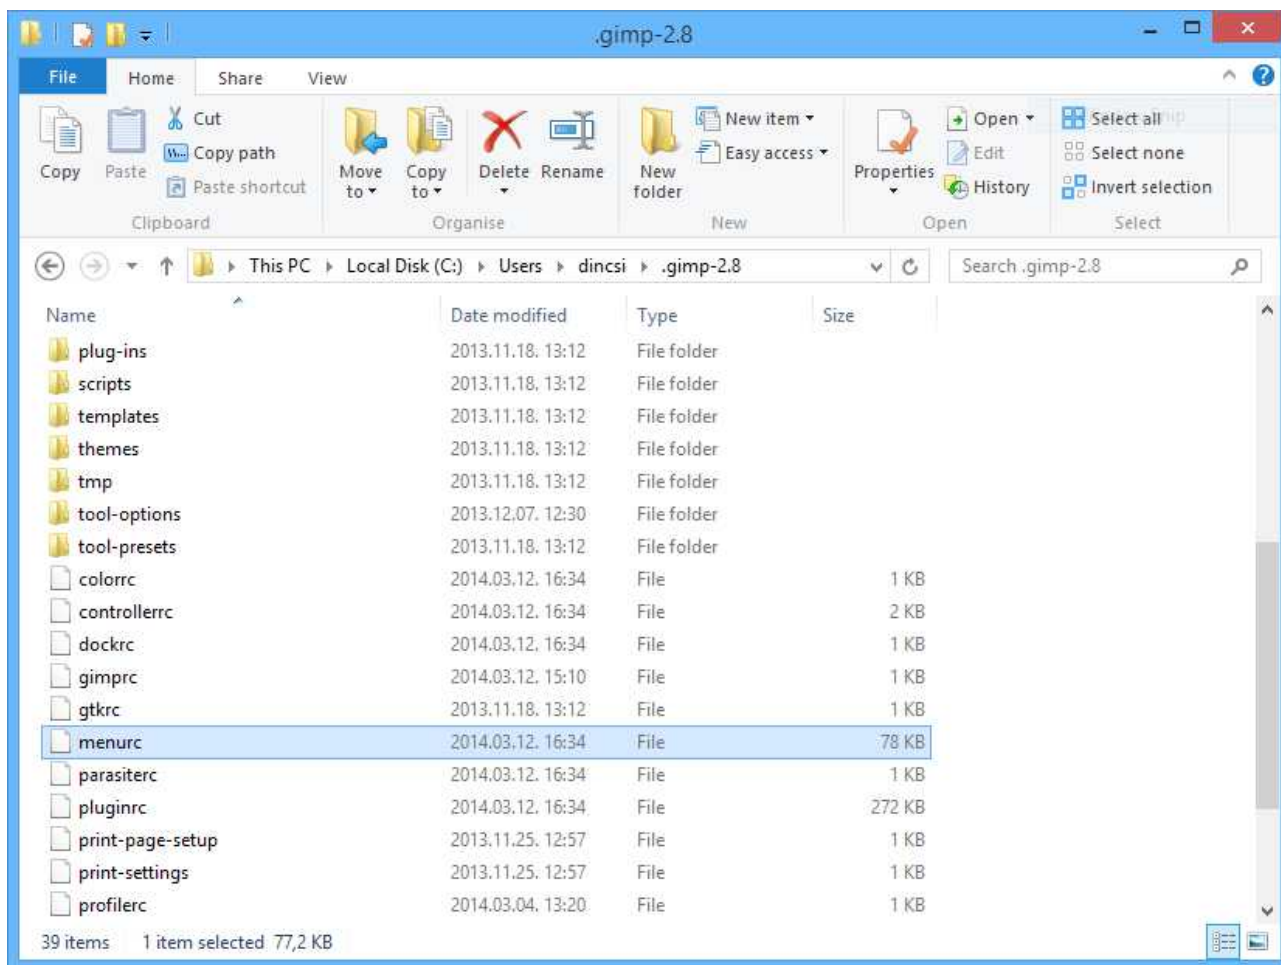 .gimp-2.8
File Home Share View
Copy
Paste
Cut
Copy path
Paste shortcut
Clipboard
Move to
Copy to
Delete
Rename
Organise
New folder
New item
Easy access
New
Properties
Open
Edit
History
Open
Select all
Select none
Invert selection
Select
This PC Local Disk (C:) Users dincsi .gimp-2.8
Search .gimp-2.8
Name Date modified Type Size
plug-ins 2013.11.18. 13:12 File folder
scripts 2013.11.18. 13:12 File folder
templates 2013.11.18. 13:12 File folder
themes 2013.11.18. 13:12 File folder
tmp 2013.11.18. 13:12 File folder
tool-options 2013.12.07. 12:30 File folder
tool-presets 2013.11.18. 13:12 File folder
colorrc 2014.03.12. 16:34 File 1 KB
controllerrc 2014.03.12. 16:34 File 2 KB
dockrc 2014.03.12. 16:34 File 1 KB
gimprc 2014.03.12. 15:10 File 1 KB
gtkrc 2013.11.18. 13:12 File 1 KB
menurc 2014.03.12. 16:34 File 78 KB
parasiterc 2014.03.12. 16:34 File 1 KB
pluginrc 2014.03.12. 16:34 File 272 KB
print-page-setup 2013.11.25. 12:57 File 1 KB
print-settings 2013.11.25. 12:57 File 1 KB
profilerc 2014.03.04. 13:20 File 1 KB
39 items 1 item selected 77,2 KB